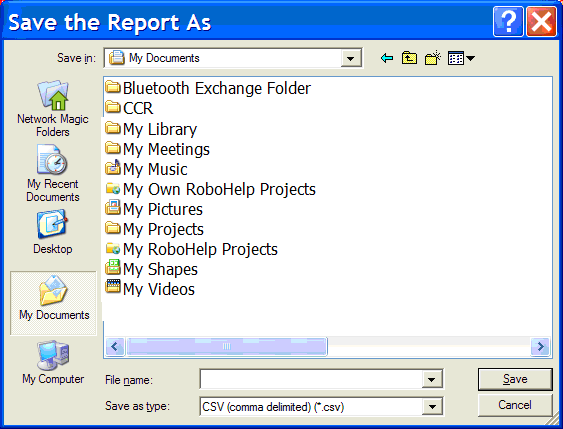 Save the Report As
Save in: My Documents
Bluetooth Exchange Folder
CCR
My Library
My Meetings
My Music
My Own RoboHelp Projects
My Pictures
My Projects
My RoboHelp Projects
My Shapes
My Videos
Network Magic
Folders
My Recent
Documents
Desktop
My Documents
My Computer
File name:
Save
Save as type: CSV (comma delimited) (*.csv)
Cancel